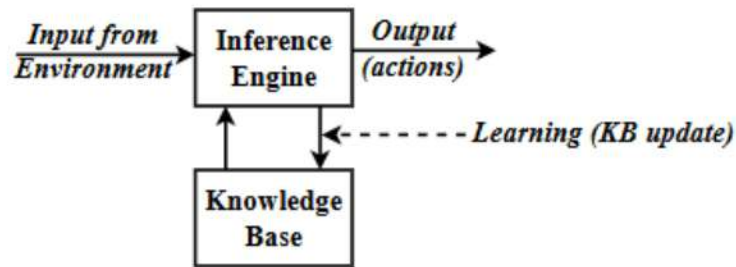 Input from
Environment
Inference
Engine
Output
(actions)
Learning (KB update)
Knowledge
Base